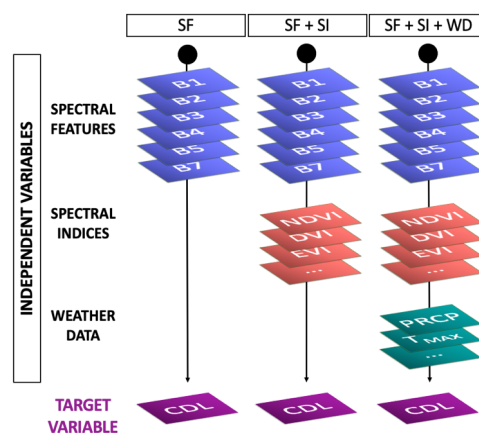 SF
SF + SI
SF + SI + WD
INDEPENDENT VARIABLES
SPECTRAL
FEATURES
B1
B2
B3
B4
B5
B7
B1
B2
B3
B4
B5
B7
B1
B2
B3
B4
B5
B7
SPECTRAL
INDICES
NDVI
DVI
EVI
...
NDVI
DVI
EVI
...
WEATHER
DATA
PRCP
T MAX
...
TARGET
VARIABLE
CDL
CDL
CDL